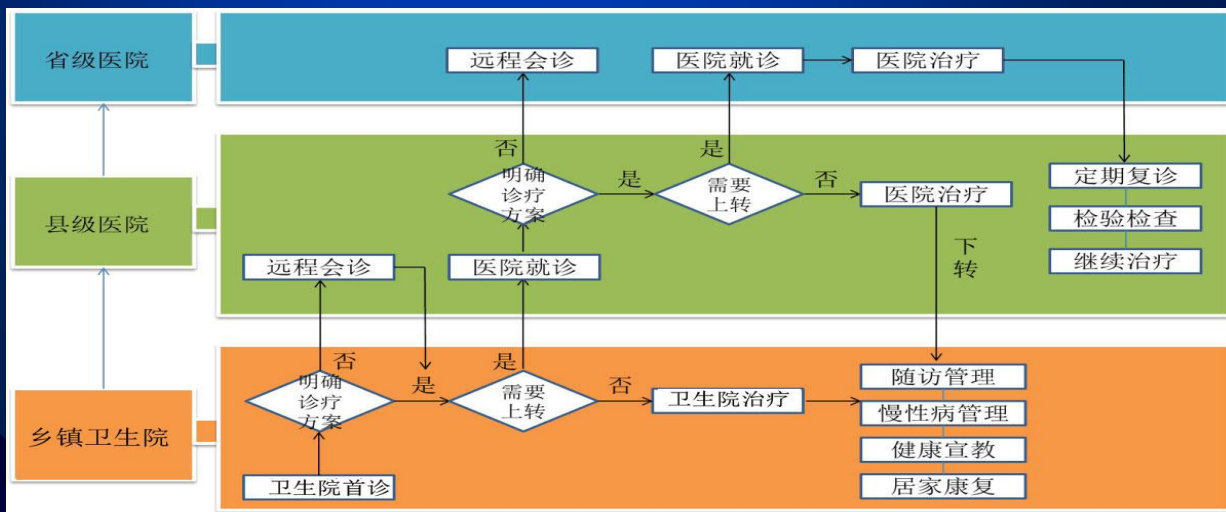 省级医院
远程会诊
医院就诊
医院治疗
否
是
县级医院
明确
诊疗
方案
是
需要
上转
否
医院治疗
定期复诊
检验检查
继续治疗
下
转
远程会诊
医院就诊
否
是
乡镇卫生院
明确
诊疗
方案
是
需要
上转
否
卫生院治疗
随访管理
慢性病管理
健康宣教
居家康复
卫生院首诊